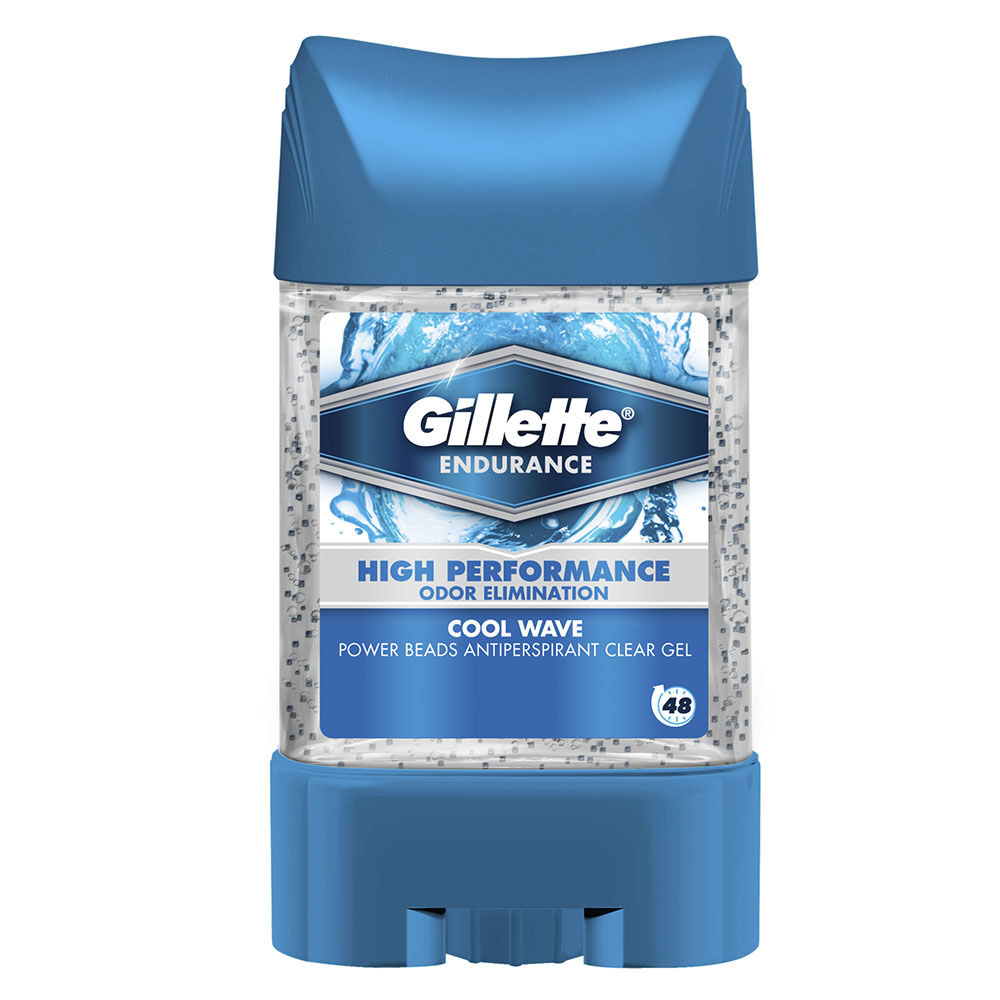 Gillette®
ENDURANCE
HIGH PERFORMANCE
ODOR ELIMINATION
COOL WAVE
POWER BEADS ANTIPERSPIRANT CLEAR GEL
48